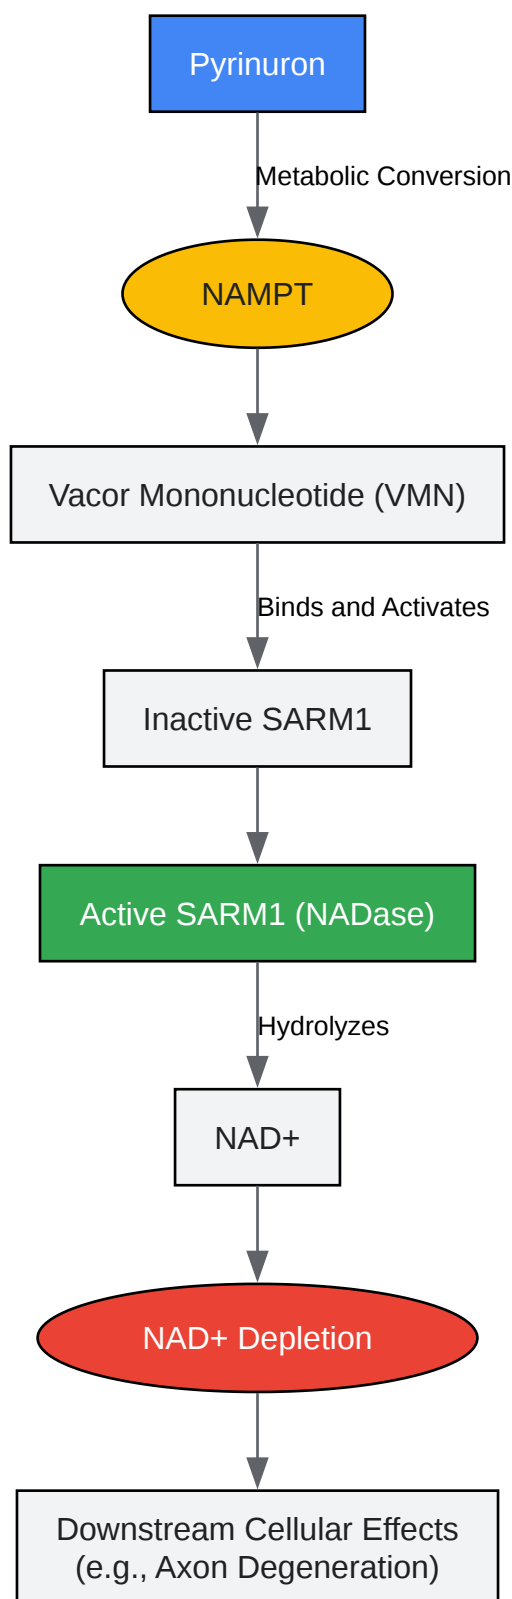 Pyrinuron
Metabolic Conversion
NAMPT
Vacor Mononucleotide (VMN)
Binds and Activates
Inactive SARM1
Active SARM1 (NADase)
Hydrolyzes
NAD+
NAD+ Depletion
Downstream Cellular Effects
(e.g., Axon Degeneration)